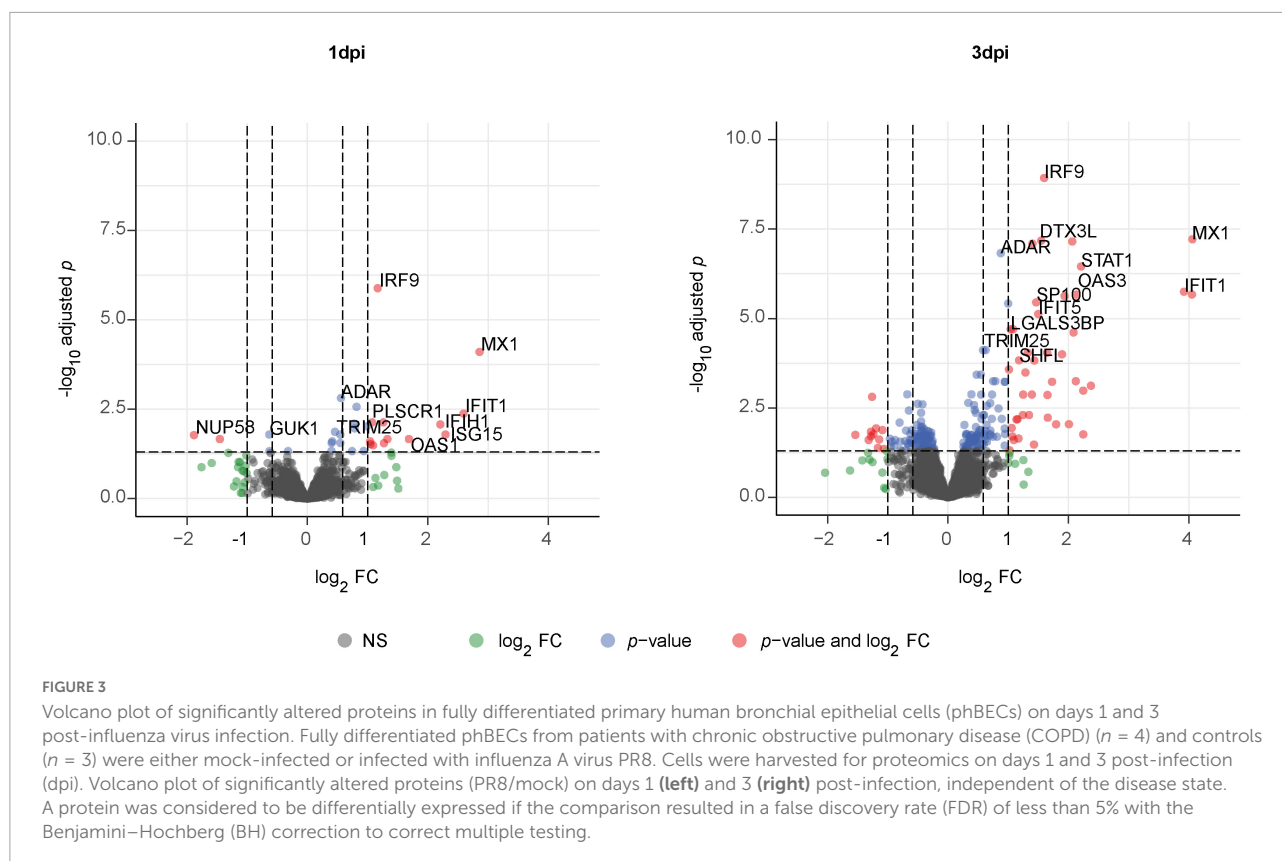 1dpi
10.0
7.5
5.0
2.5
0.0
-log10 adjusted p
IRF9
MX1
ADAR
IFIT1
PLSCR1
IFIH1
NUP58
GUK1
TRIM25
ISG15
OAS1
−2
-1
0
1
2
4
log2 FC
3dpi
10.0
7.5
5.0
2.5
0.0
-log10 adjusted p
IRF9
DTX3L
MX1
ADAR
STAT1
OAS3
IFIT1
SP100
IFIT5
LGALS3BP
TRIM25
SHFL
−2
-1
0
1
2
4
log2 FC
NS
log2 FC
p−value
p−value and log2 FC
FIGURE 3
Volcano plot of significantly altered proteins in fully differentiated primary human bronchial epithelial cells (phBECs) on days 1 and 3
post-influenza virus infection. Fully differentiated phBECs from patients with chronic obstructive pulmonary disease (COPD) (n = 4) and controls
(n = 3) were either mock-infected or infected with influenza A virus PR8. Cells were harvested for proteomics on days 1 and 3 post-infection
(dpi). Volcano plot of significantly altered proteins (PR8/mock) on days 1 (left) and 3 (right) post-infection, independent of the disease state.
A protein was considered to be differentially expressed if the comparison resulted in a false discovery rate (FDR) of less than 5% with the
Benjamini–Hochberg (BH) correction to correct multiple testing.